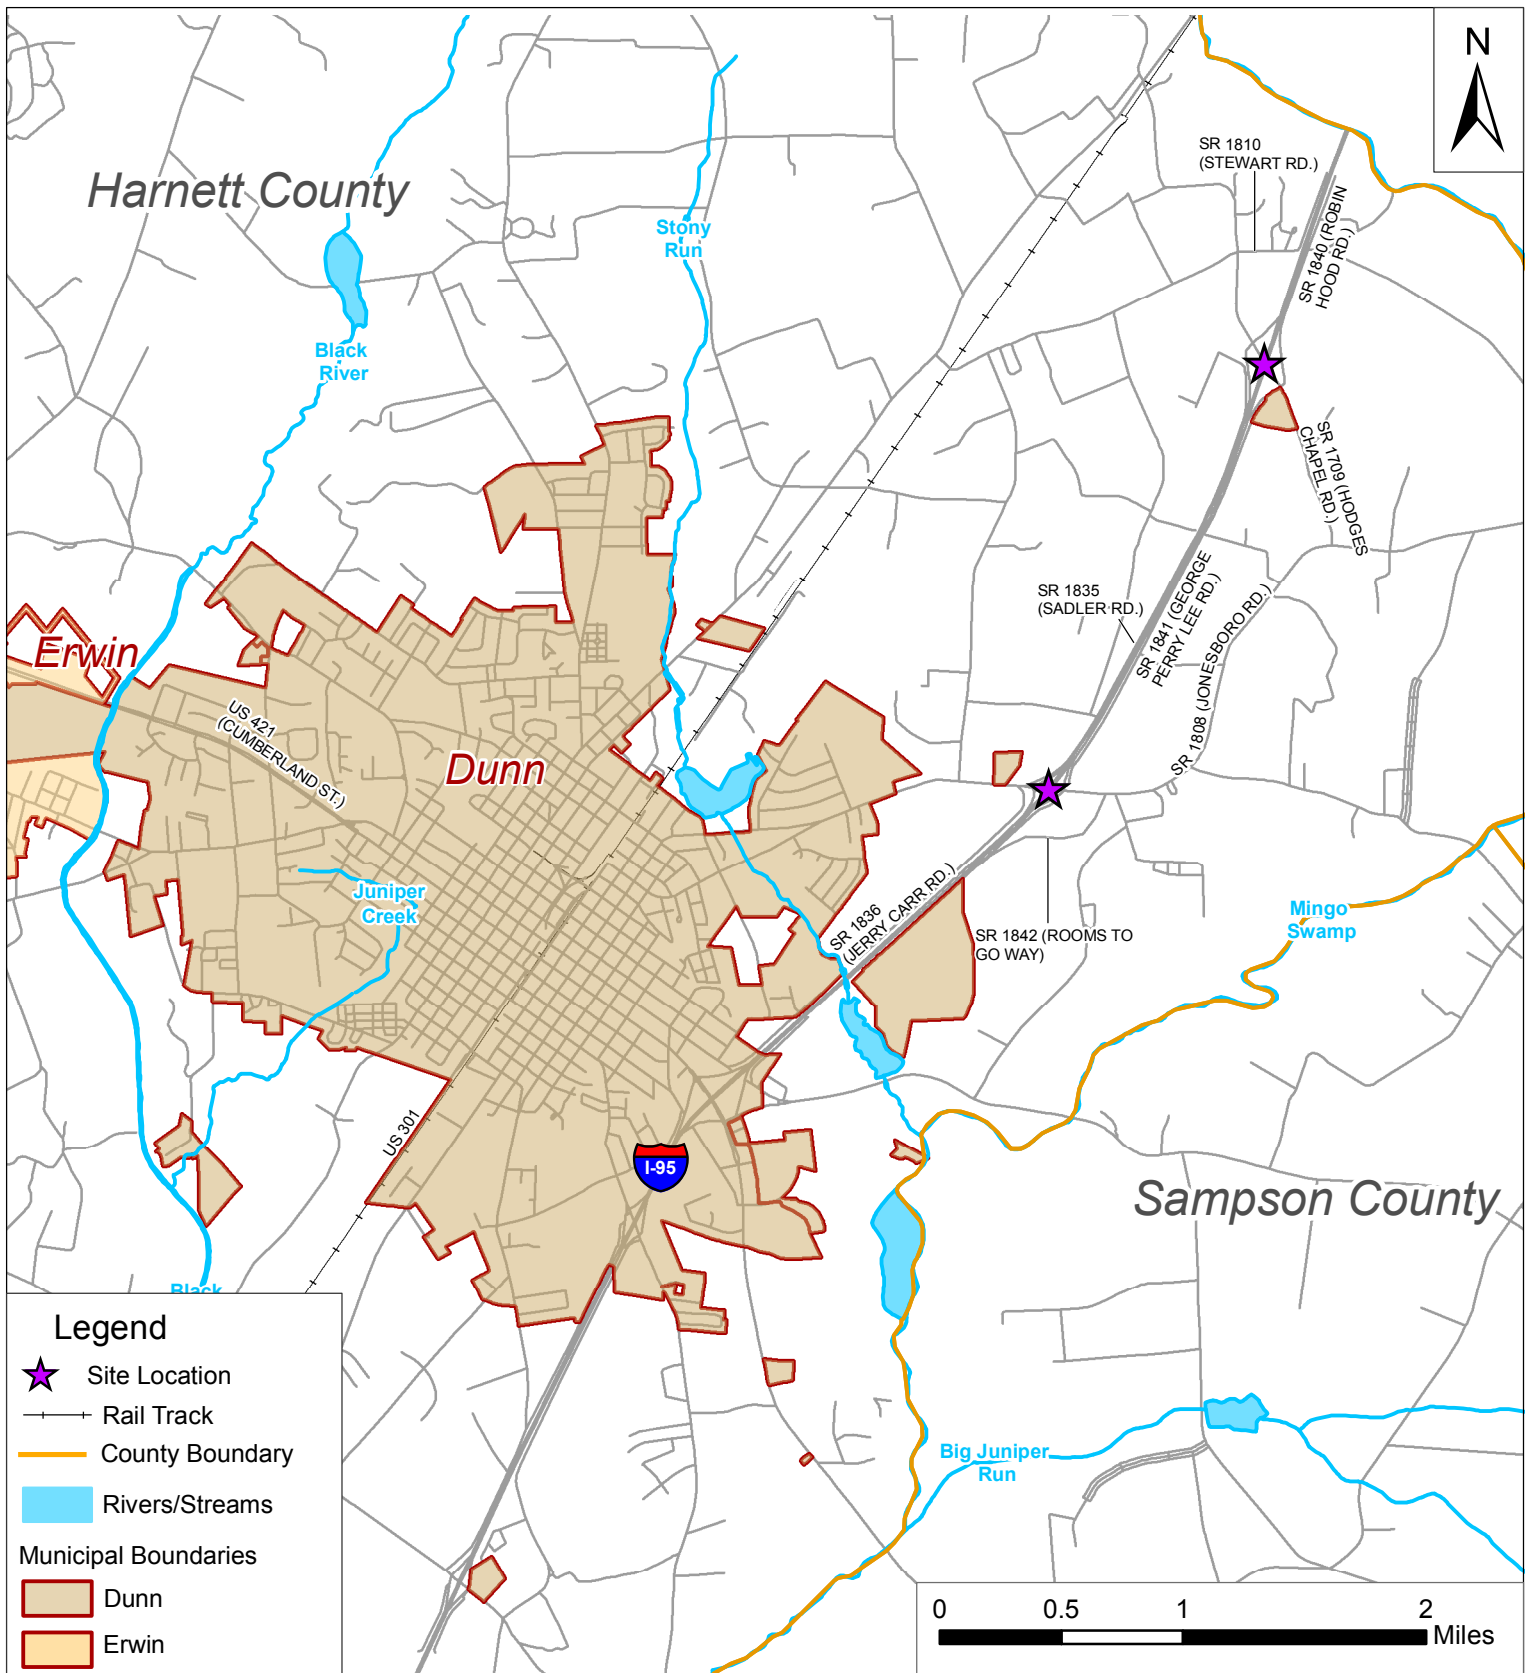 N
SR 1810
(STEWART RD.)
Harnett County
SR 1840 (ROBIN
HOOD RD.)
Stony
Run
Black
River
SR 1709 (HODGES
CHAPEL RD.)
SR 1835
(SADLER RD.)
SR 1841 (GEORGE
PERRY LEE RD.)
SR 1808 (JONESBORO RD.)
Erwin
US 421
(CUMBERLAND ST.)
Dunn
Juniper
Creek
SR 1836
(JERRY CARR RD.)
SR 1842 (ROOMS TO
GO WAY)
Mingo
Swamp
US 301
I-95
Sampson County
Black
Big Juniper
Run
Legend
Site Location
Rail Track
County Boundary
Rivers/Streams
Municipal Boundaries
Dunn
Erwin
0 0.5 1 2
Miles